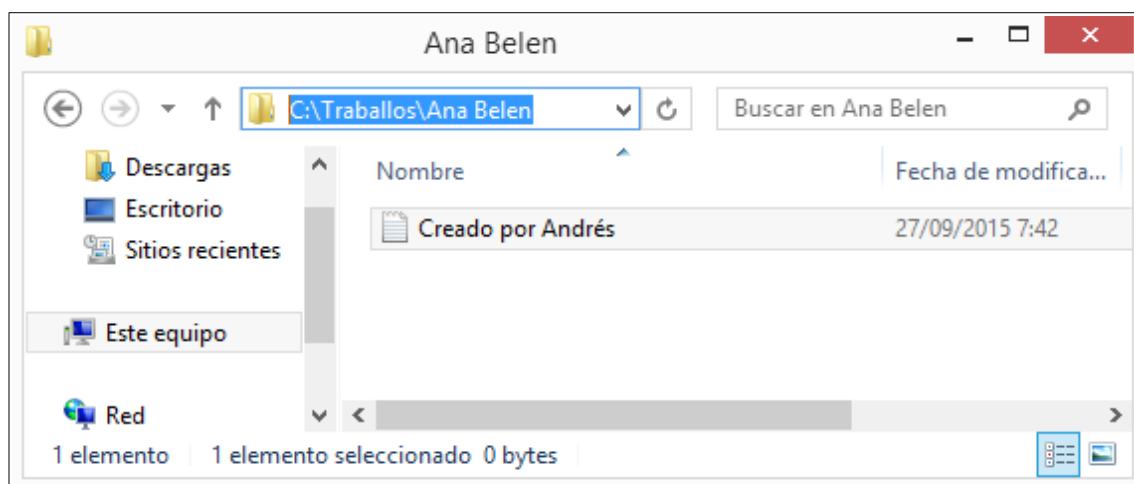 Ana Belen
C:\Traballos\Ana Belen
Buscar en Ana Belen
Descargas
Escritorio
Sitios recientes
Este equipo
Red
Nombre
Fecha de modifica...
Creado por Andrés
27/09/2015 7:42
1 elemento
1 elemento seleccionado 0 bytes